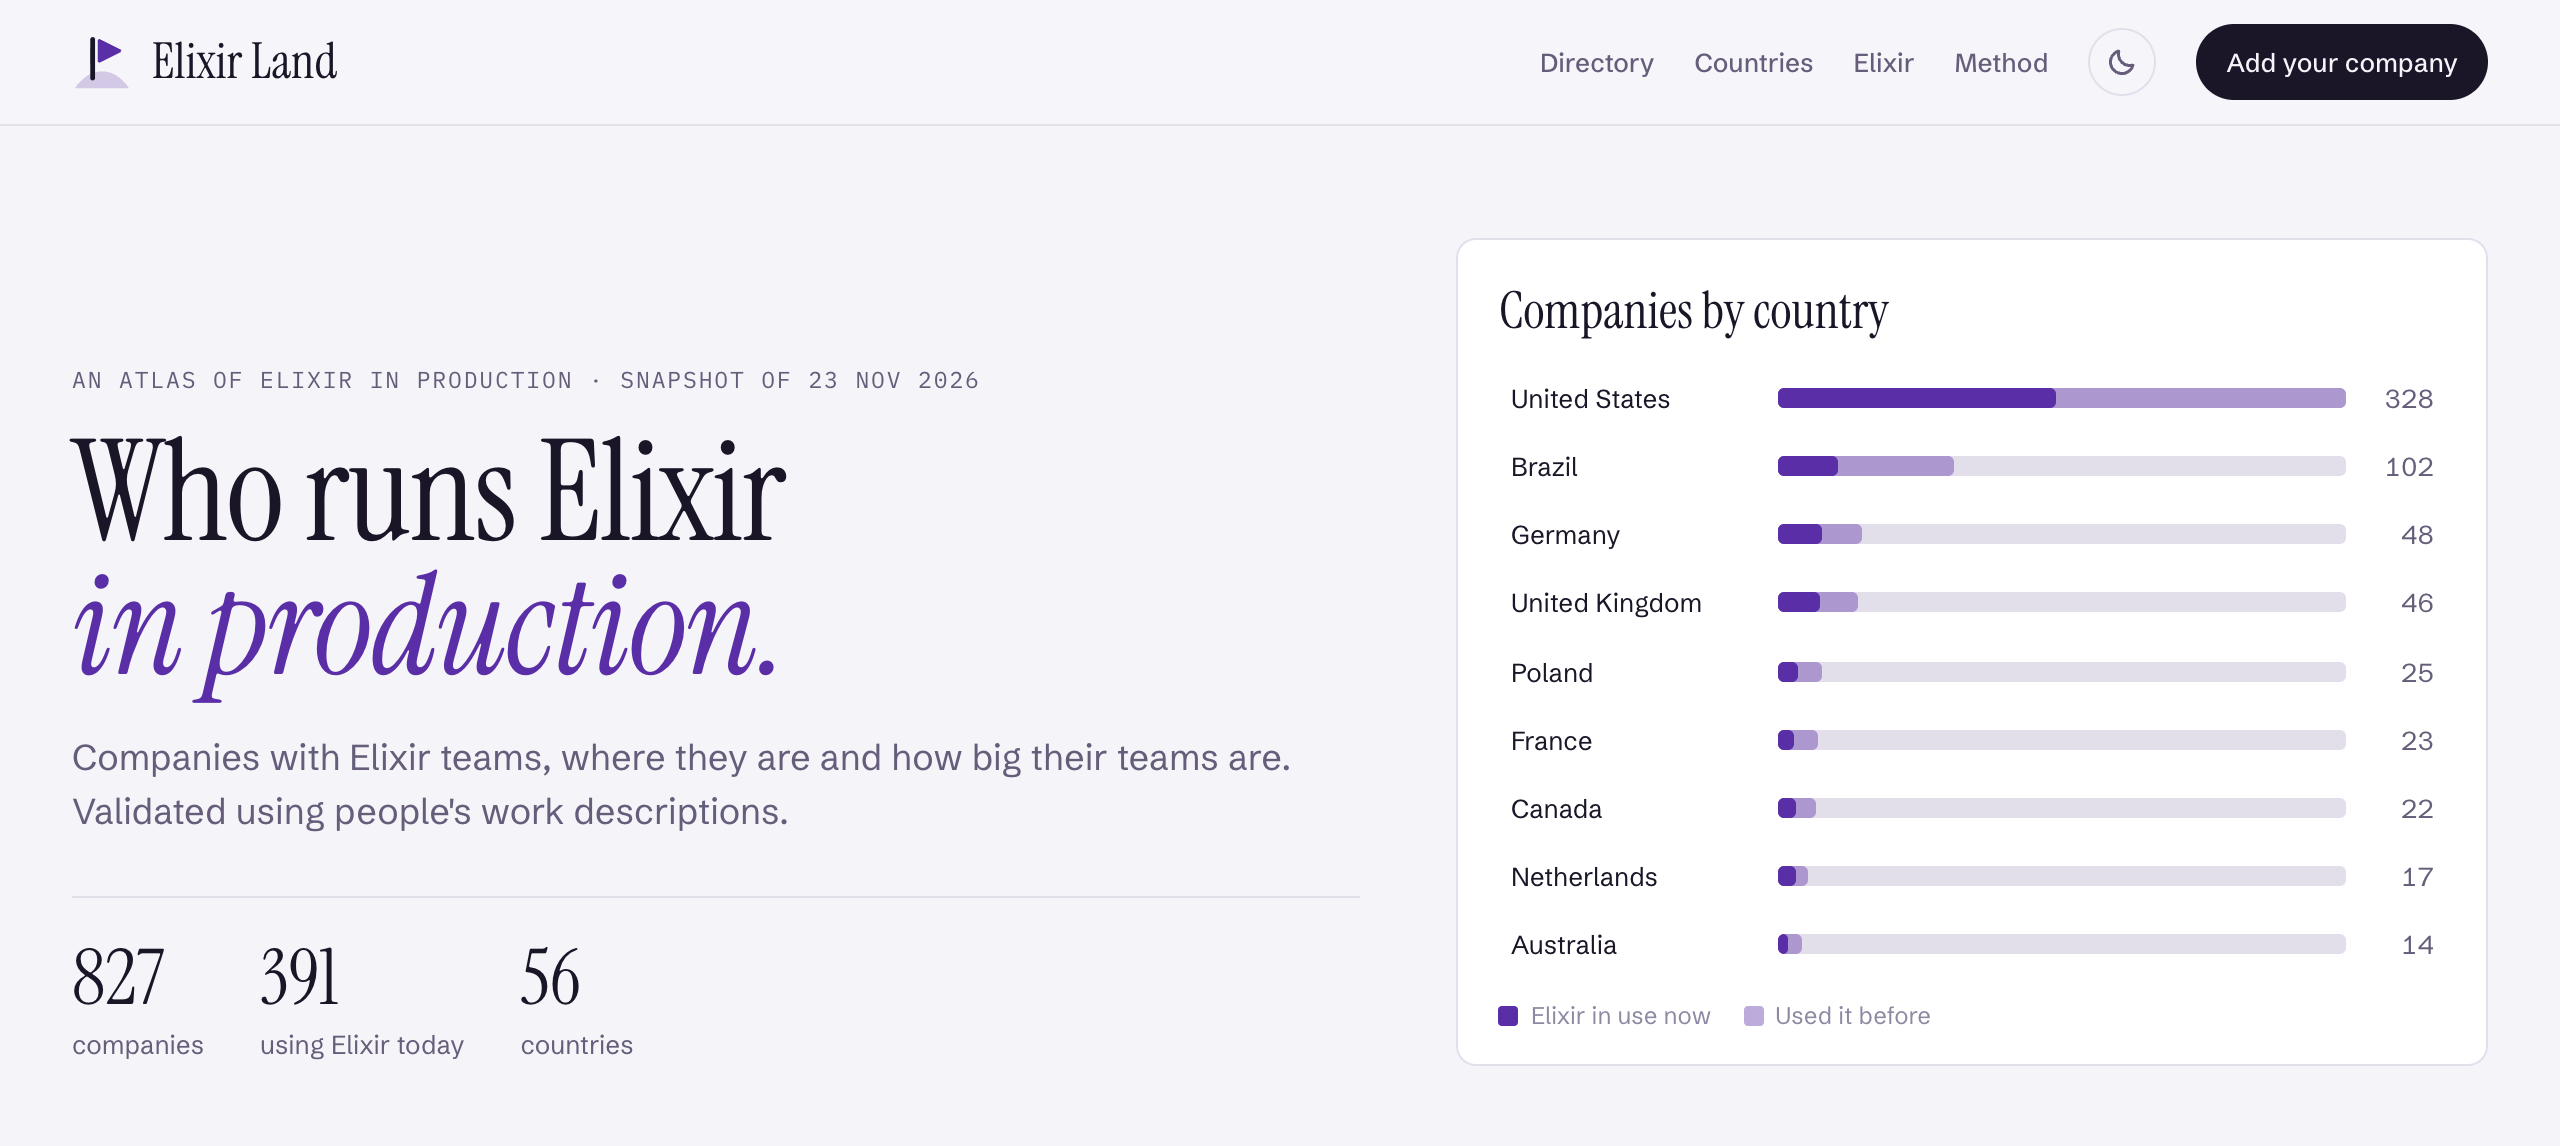 Elixir Land
Directory
Countries
Elixir
Method
Add your company
AN ATLAS OF ELIXIR IN PRODUCTION · SNAPSHOT OF 23 NOV 2026
Who runs Elixir
in production.
Companies with Elixir teams, where they are and how big their teams are.
Validated using people's work descriptions.
827
companies
391
using Elixir today
56
countries
Companies by country
United States 328
Brazil 102
Germany 48
United Kingdom 46
Poland 25
France 23
Canada 22
Netherlands 17
Australia 14
Elixir in use now
Used it before